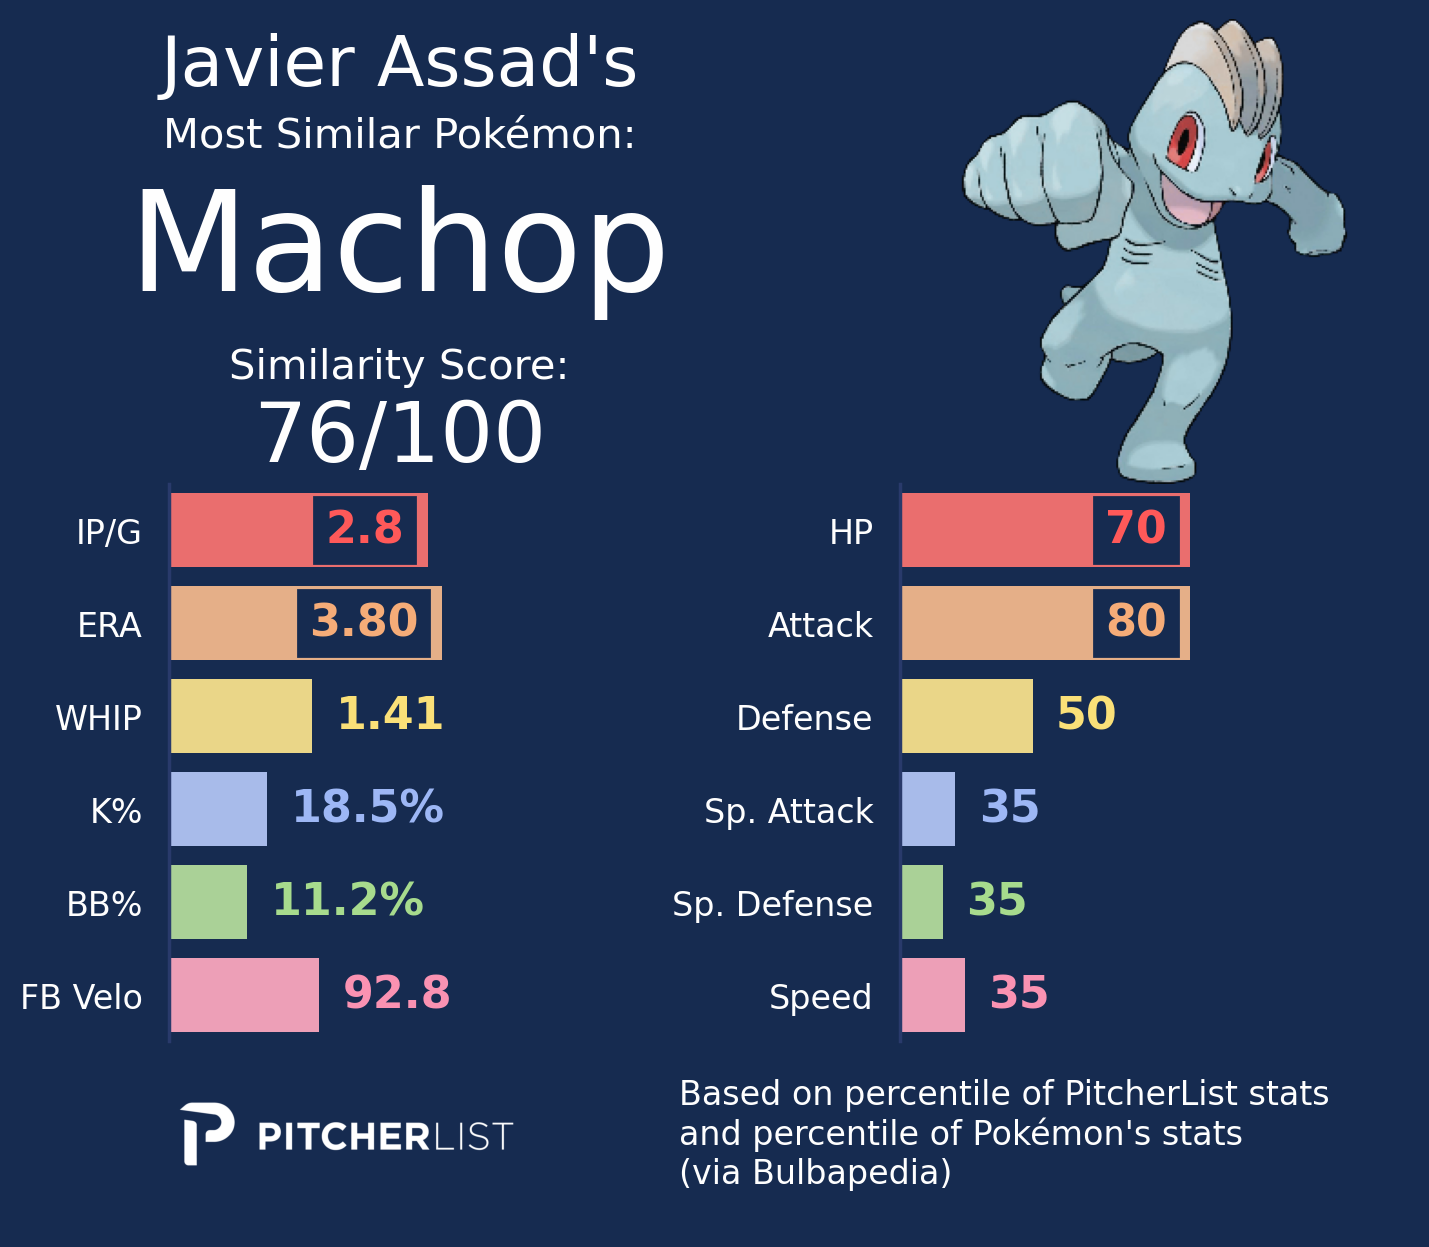 Javier Assad's
Most Similar Pokémon:
Machop
Similarity Score:
76/100
IP/G 2.8
ERA 3.80
WHIP 1.41
K% 18.5%
BB% 11.2%
FB Velo 92.8
HP 70
Attack 80
Defense 50
Sp. Attack 35
Sp. Defense 35
Speed 35
PITCHERLIST
Based on percentile of PitcherList stats
and percentile of Pokémon's stats
(via Bulbapedia)